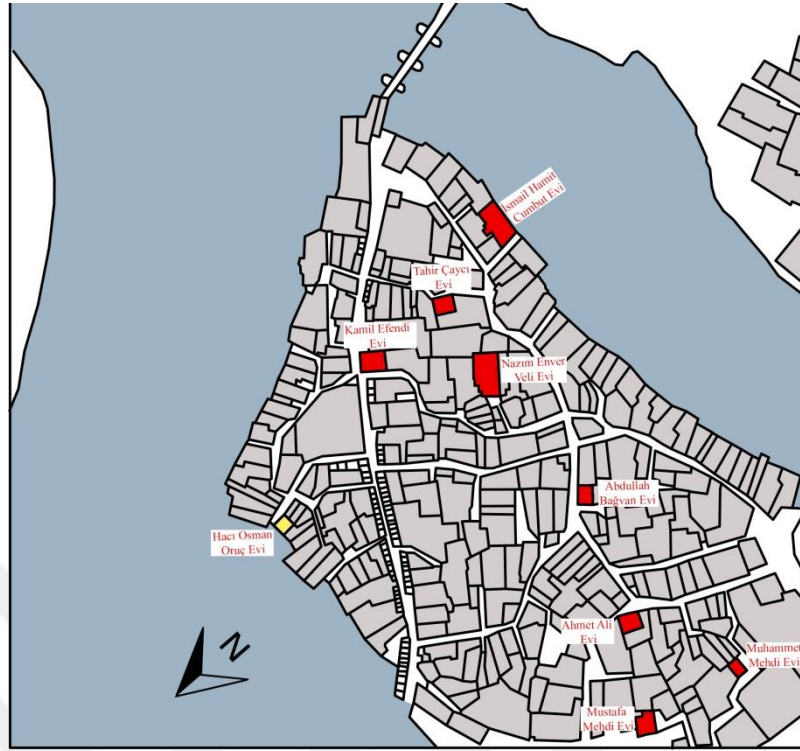 İsmail Hamit
Cumbut Evi
Tahir Çaycı
Evi
Kamil Efendi
Evi
Nazım Enver
Veli Evi
Abdullah
Bağvan Evi
Hacı Osman
Oruç Evi
Ahmet Ali
Evi
Muhammet
Mehdi Evi
Mustafa
Mehdi Evi
N